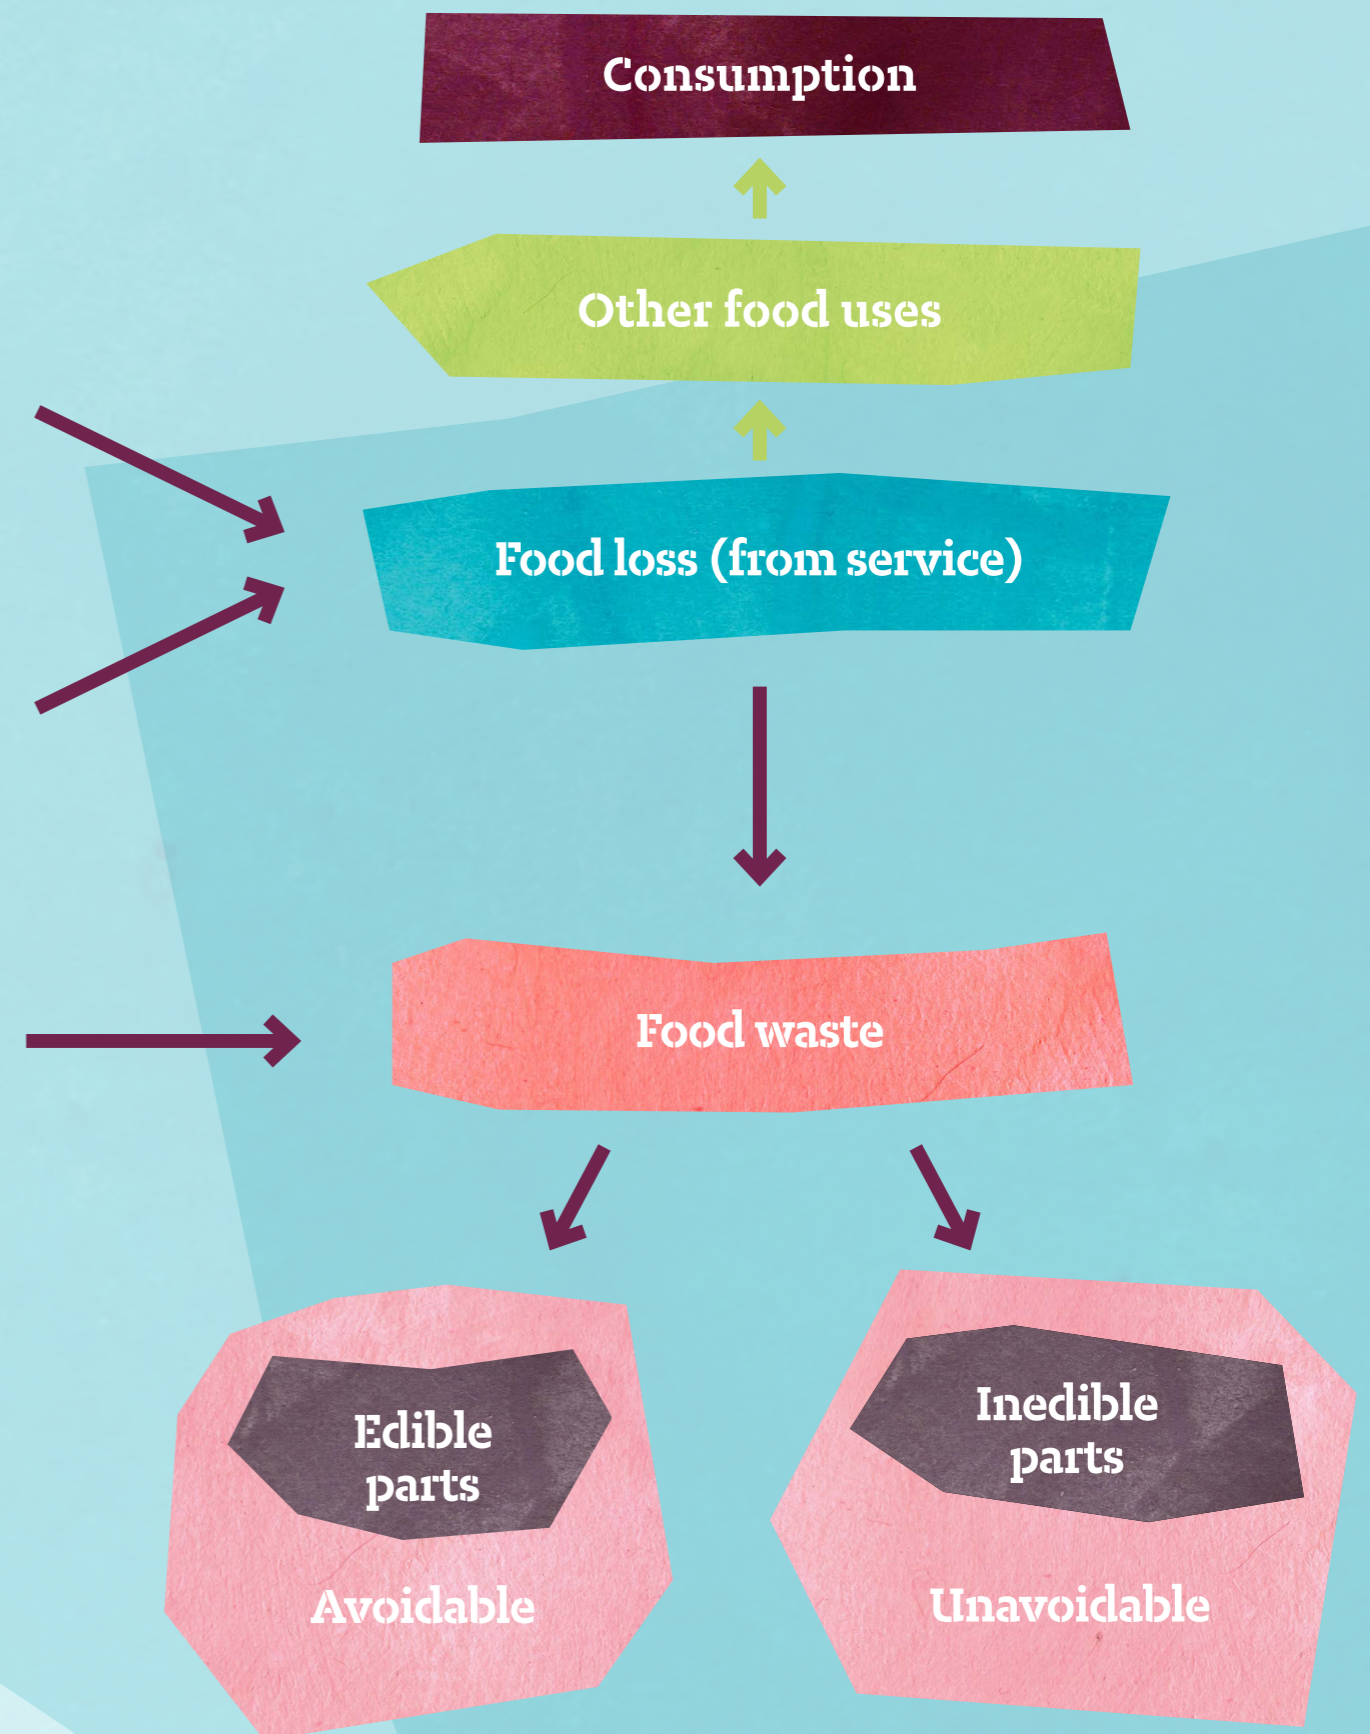 Consumption
Other food uses
Food loss (from service)
Food waste
Edible
parts
Avoidable
Inedible
parts
Unavoidable